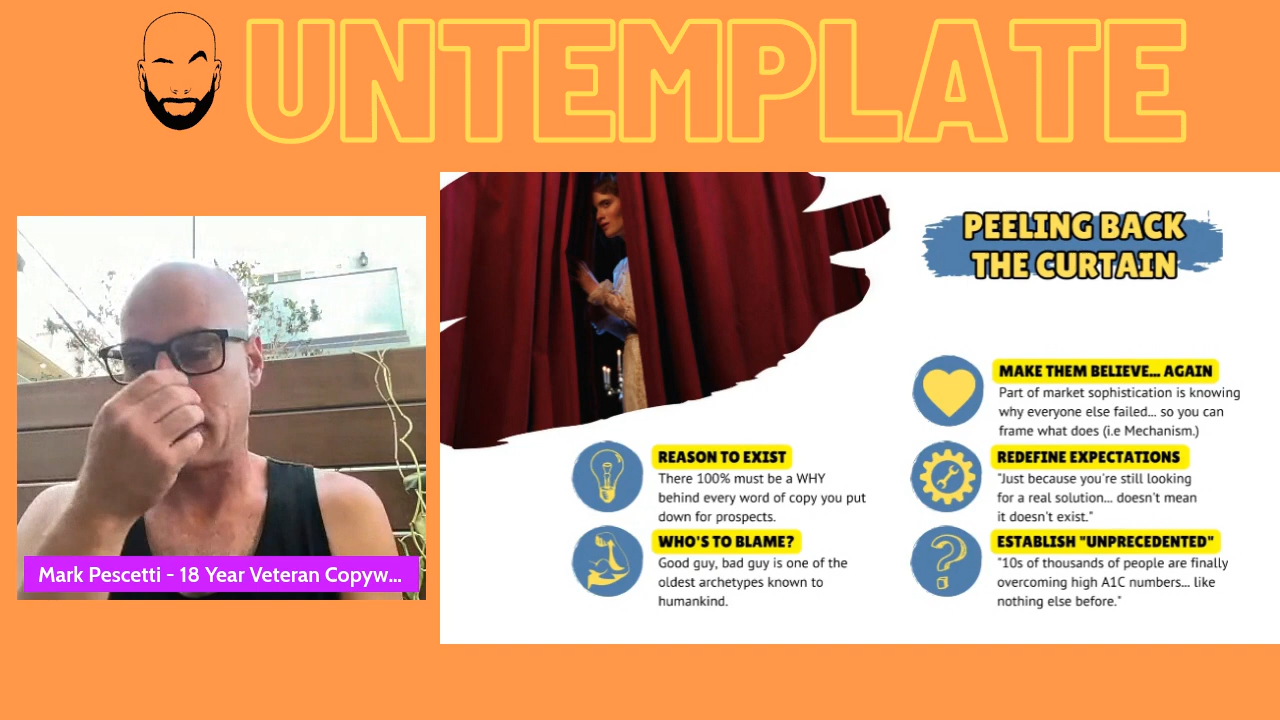 UNTEMPLATE
PEELING BACK
THE CURTAIN
REASON TO EXIST
There 100% must be a WHY
behind every word of copy you put
down for prospects.
WHO'S TO BLAME?
Good guy, bad guy is one of the
oldest archetypes known to
humankind.
MAKE THEM BELIEVE... AGAIN
Part of market sophistication is knowing
why everyone else failed... so you can
frame what does (i.e Mechanism.)
REDEFINE EXPECTATIONS
"Just because you're still looking
for a real solution... doesn't mean
it doesn't exist."
ESTABLISH "UNPRECEDENTED"
"10s of thousands of people are finally
overcoming high A1C numbers... like
nothing else before."
Mark Pescetti - 18 Year Veteran Copyw...